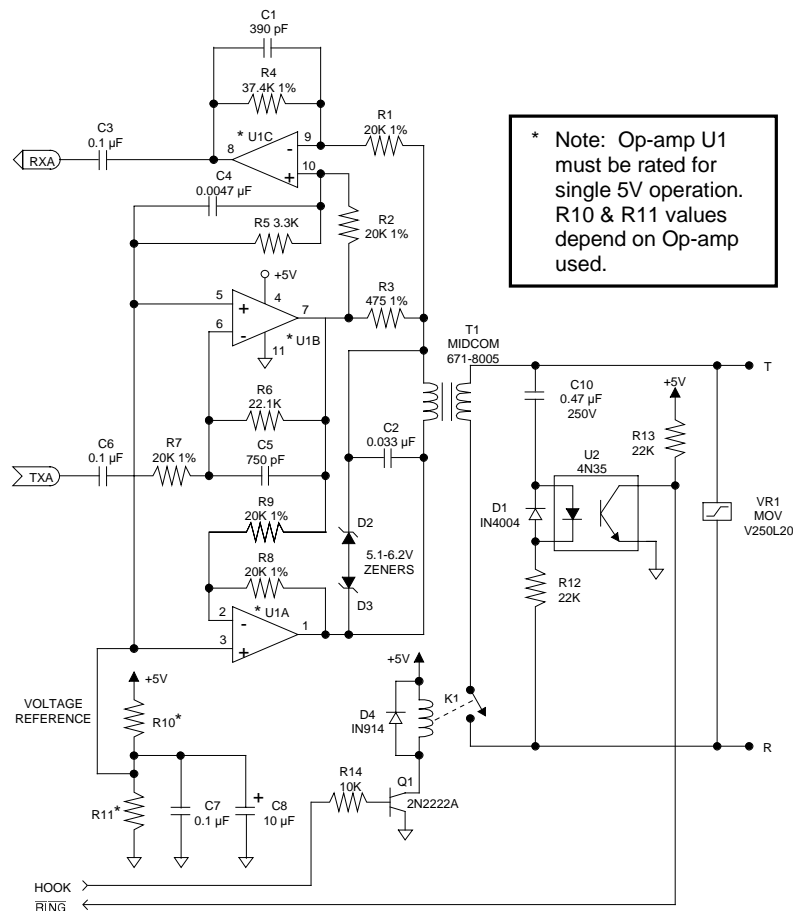 C1
390 pF
R4
37.4K 1%
R1
20K 1%
* U1C
9
8
10
-
+
C3
0.1 µF
RXA
C4
0.0047 µF
R5 3.3K
R2
20K 1%
* Note: Op-amp U1
must be rated for
single 5V operation.
R10 & R11 values
depend on Op-amp
used.
+5V
5
4
7
+
6
-
11
* U1B
R3
475 1%
T1
MIDCOM
671-8005
T
R6
22.1K
C2
0.033 µF
C10
0.47 µF
250V
+5V
R13
22K
C6
0.1 µF
R7
20K 1%
C5
750 pF
TXA
U2
4N35
D1
IN4004
VR1
MOV
V250L20
R9
20K 1%
D2
5.1-6.2V
ZENERS
R8
20K 1%
D3
R12
22K
* U1A
2
-
1
3
+
+5V
VOLTAGE
REFERENCE
R10*
+5V
D4
IN914
K1
R
R11*
C7
0.1 µF
+
C8
10 µF
R14
10K
Q1
2N2222A
HOOK
RING